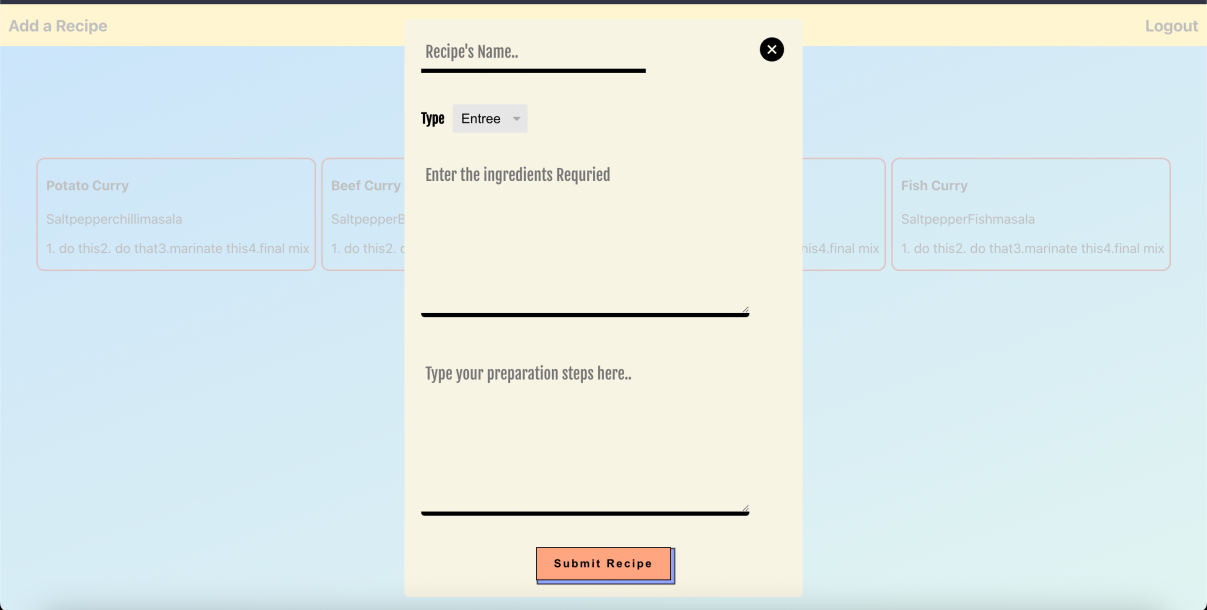 Add a Recipe
Logout
Recipe's Name..
Type Entree
Enter the ingredients Requried
Potato Curry
Saltpepperchillimasala
1. do this2. do that3.marinate this4.final mix
Beef Curry
SaltpepperB
1. do this2.
this4.final mix
Fish Curry
SaltpepperFishmasala
1. do this2. do that3.marinate this4.final mix
Type your preparation steps here..
Submit Recipe